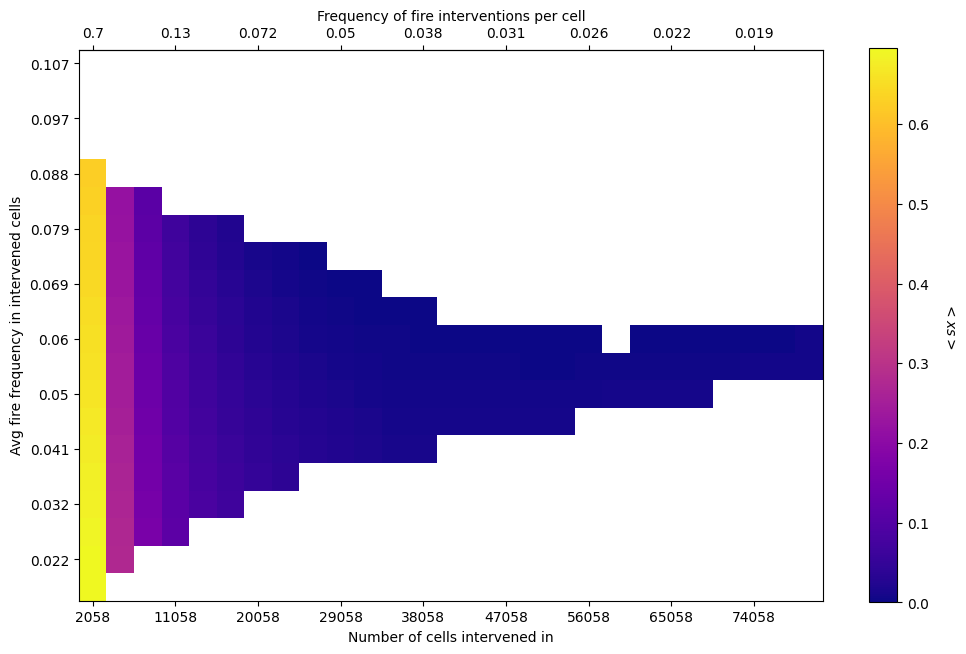 Frequency of fire interventions per cell
0.7 0.13 0.072 0.05 0.038 0.031 0.026 0.022 0.019
Avg fire frequency in intervened cells
0.107
0.097
0.088
0.079
0.069
0.06
0.05
0.041
0.032
0.022
2058 11058 20058 29058 38058 47058 56058 65058 74058
Number of cells intervened in
0.6
0.5
0.4
0.3
0.2
0.1
0.0
< sx >